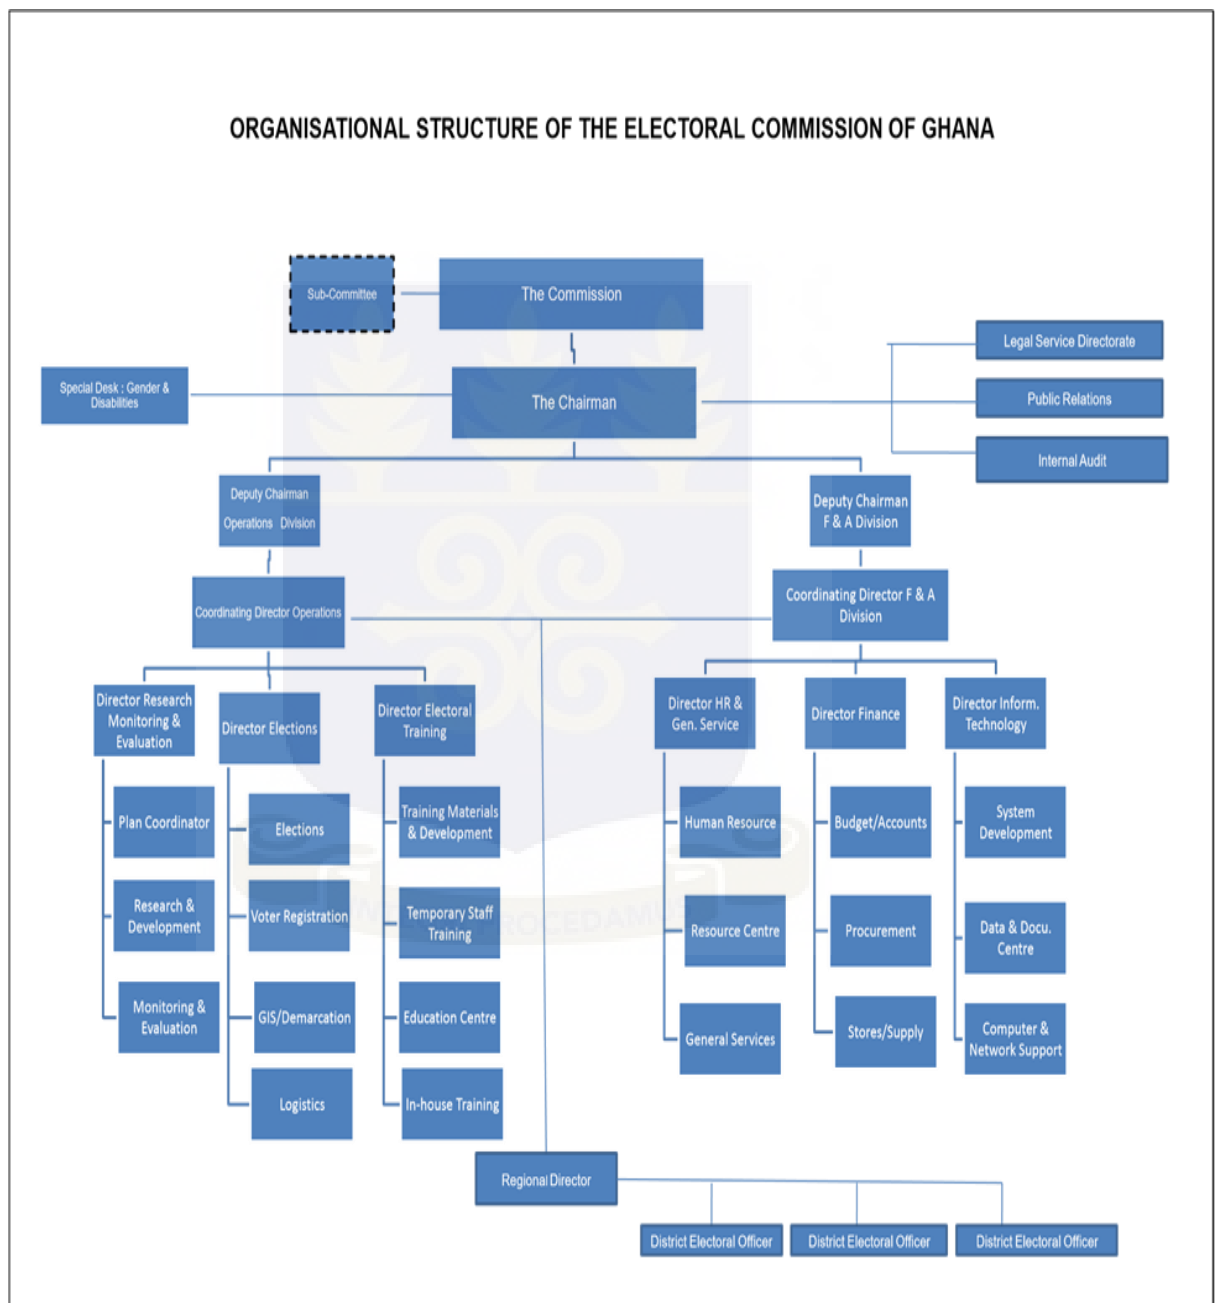 ORGANISATIONAL STRUCTURE OF THE ELECTORAL COMMISSION OF GHANA
Sub-Committee
The Commission
Legal Service Directorate
Special Desk : Gender &
Disabilities
The Chairman
Public Relations
Internal Audit
Deputy Chairman
Operations Division
Deputy Chairman
F & A Division
Coordinating Director Operations
Coordinating Director F & A
Division
Director Research
Monitoring &
Evaluation
Director Elections
Director Electoral
Training
Director HR &
Gen. Service
Director Finance
Director Inform.
Technology
Plan Coordinator
Elections
Training Materials
& Development
Human Resource
Budget/Accounts
System
Development
Research &
Development
Voter Registration
Temporary Staff
Training
Resource Centre
Procurement
Data & Docu.
Centre
Monitoring &
Evaluation
GIS/Demarcation
Education Centre
General Services
Stores/Supply
Computer &
Network Support
Logistics
In-house Training
Regional Director
District Electoral Officer
District Electoral Officer
District Electoral Officer
PROCEDAMUS